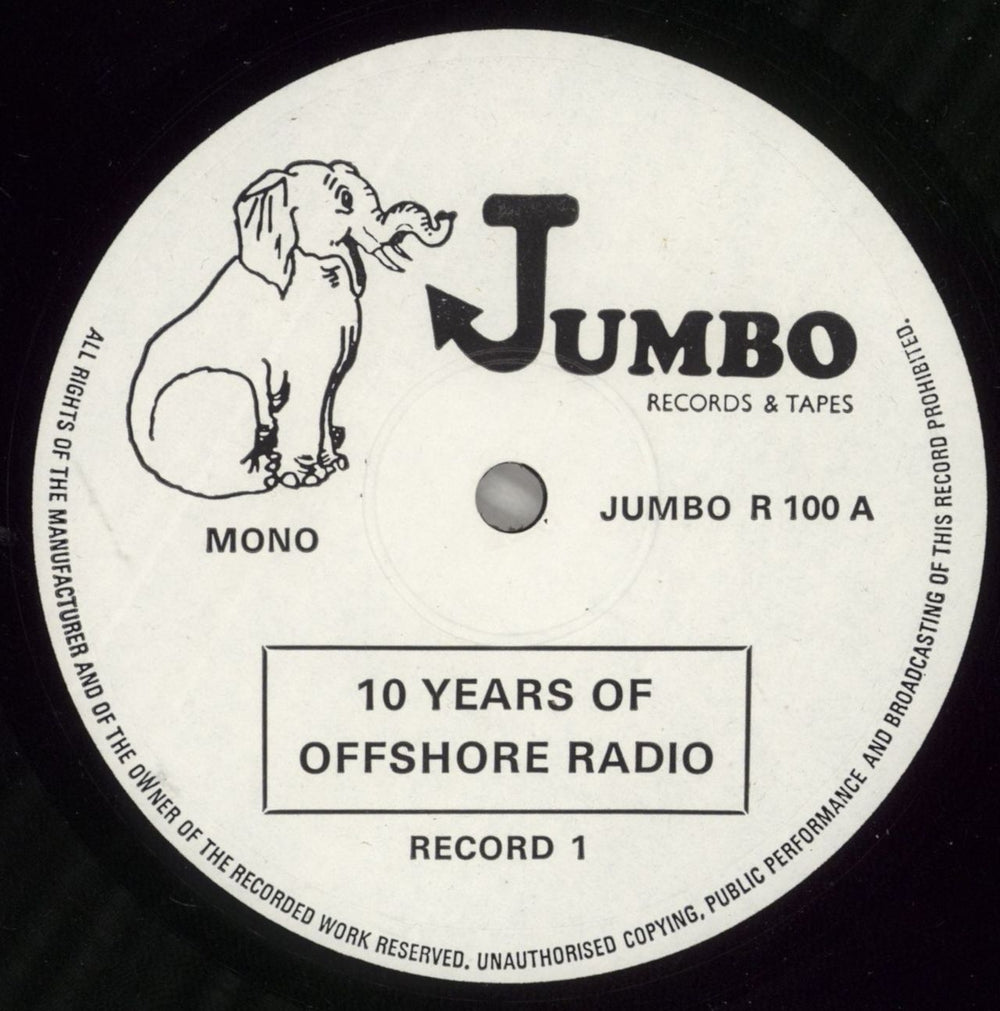 JUMBO
RECORDS & TAPES
JUMBO R 100 A
MONO
10 YEARS OF
OFFSHORE RADIO
RECORD 1
ALL RIGHTS OF THE MANUFACTURER AND OF THE OWNER OF THE RECORDED WORK RESERVED. UNAUTHORISED COPYING, PUBLIC PERFORMANCE AND BROADCASTING OF THIS RECORD PROHIBITED.